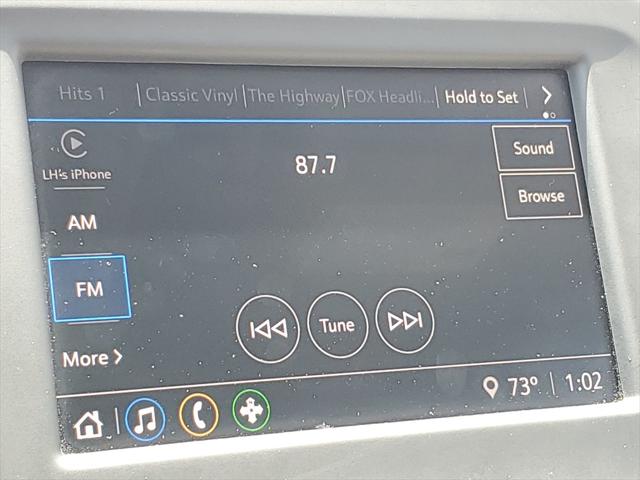 Hits 1 Classic Vinyl The Highway FOX Headli... Hold to Set
LH's iPhone
87.7
Sound
Browse
AM
FM
Tune
More
73° 1:02